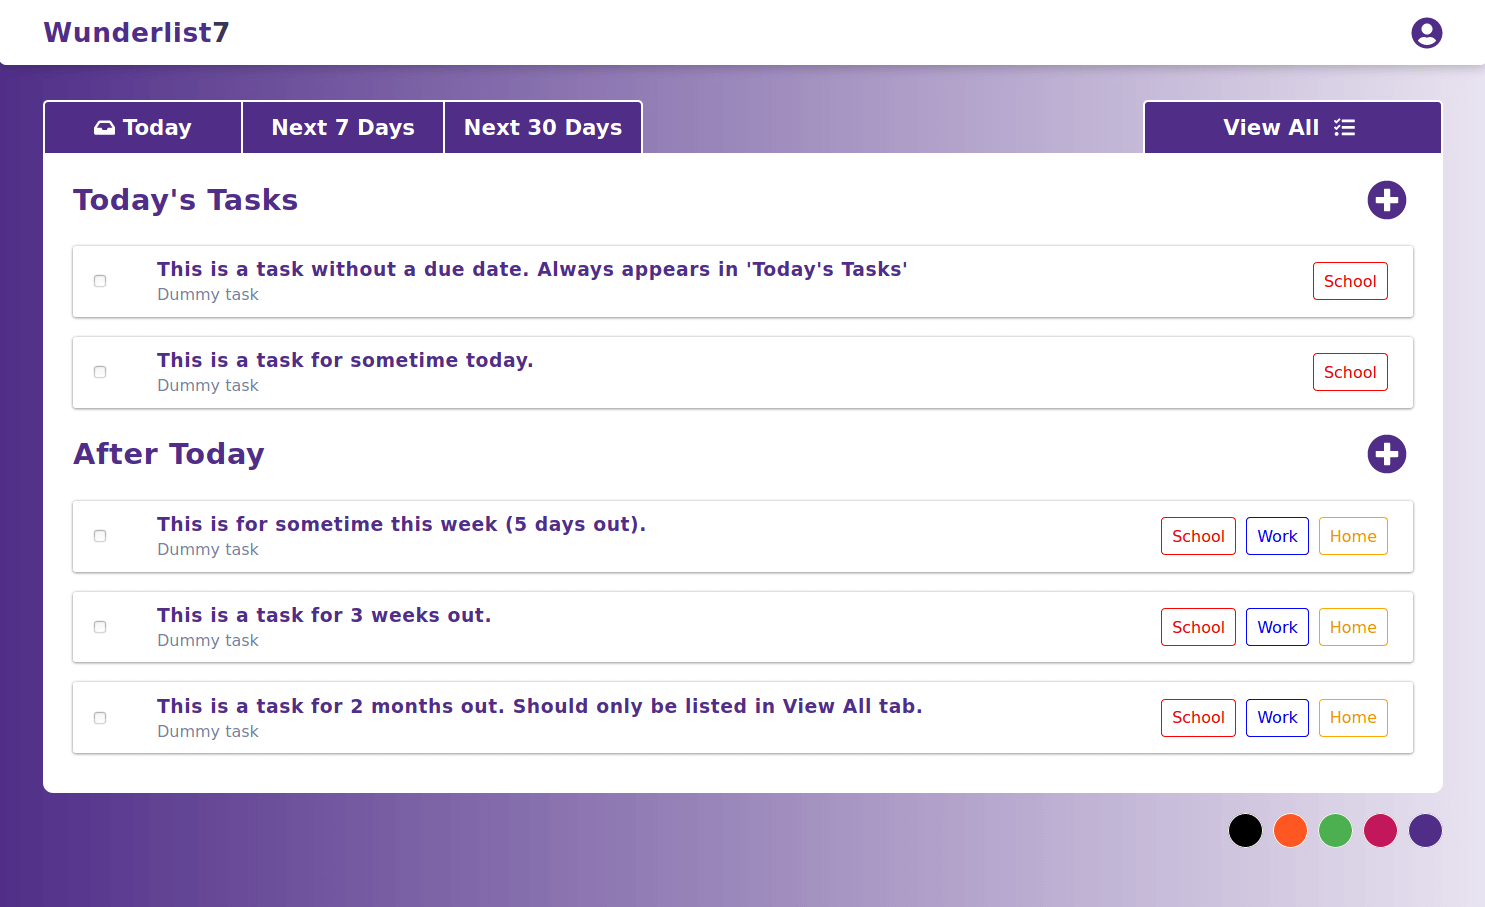 Wunderlist7
Today
Next 7 Days
Next 30 Days
View All
Today's Tasks
This is a task without a due date. Always appears in 'Today's Tasks'
Dummy task
School
This is a task for sometime today.
Dummy task
School
After Today
This is for sometime this week (5 days out).
Dummy task
School Work Home
This is a task for 3 weeks out.
Dummy task
School Work Home
This is a task for 2 months out. Should only be listed in View All tab.
Dummy task
School Work Home